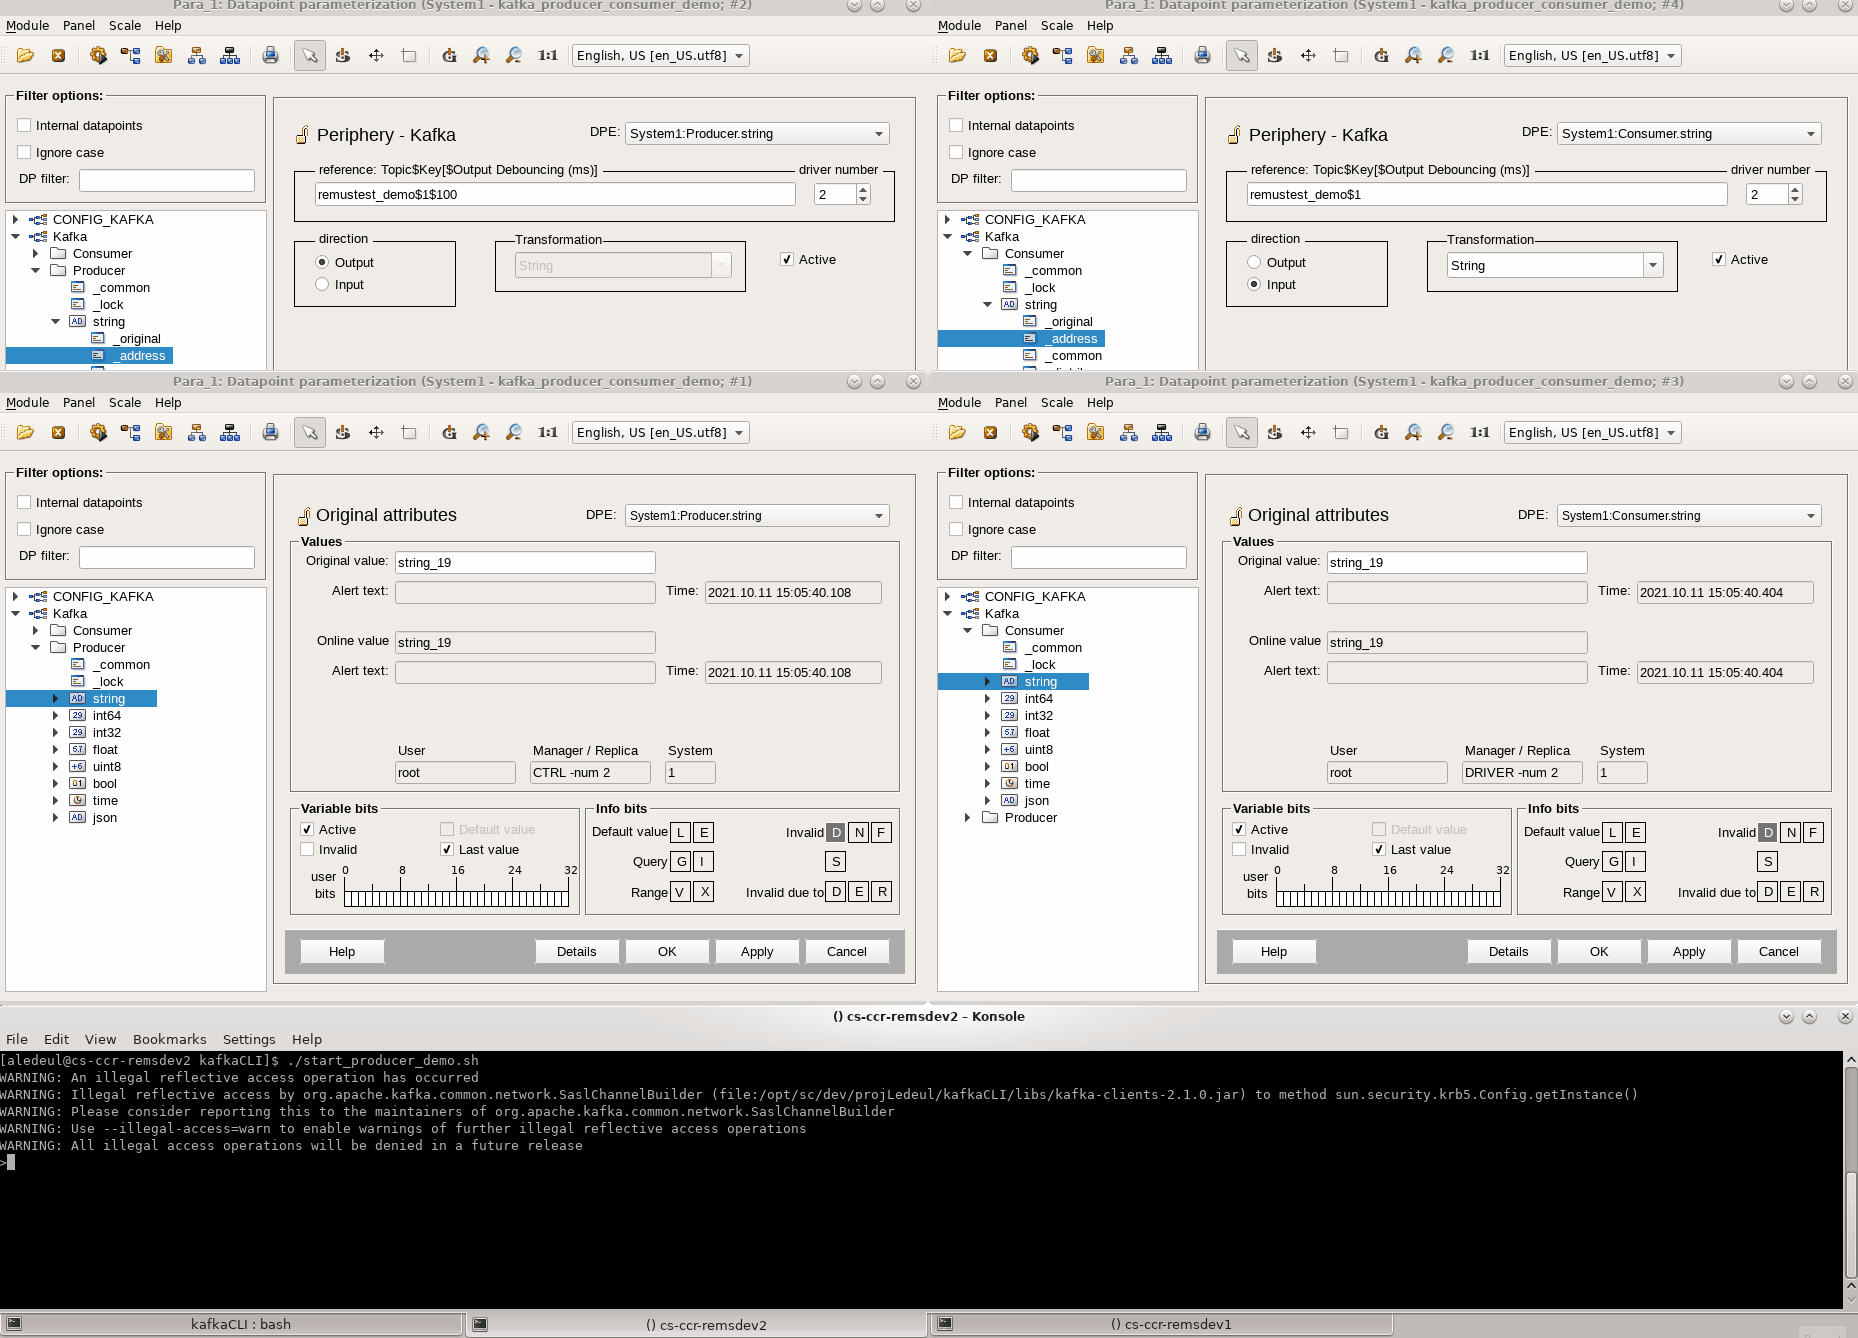 Para_1: Datapoint parameterization (System1 - kafka_producer_consumer_demo; #2)
Module Panel Scale Help
1:1 English, US [en_US.utf8]
Filter options:
Internal datapoints
Ignore case
DP filter:
CONFIG_KAFKA
Kafka
Consumer
Producer
_common
_lock
string
_original
_address
Periphery - Kafka
DPE: System1:Producer.string
reference: Topic$Key[$Output Debouncing (ms)] driver number
remustest_demo$1$100 2
direction
Output
Input
Transformation
String
Active
Para_1: Datapoint parameterization (System1 - kafka_producer_consumer_demo; #4)
Module Panel Scale Help
1:1 English, US [en_US.utf8]
Filter options:
Internal datapoints
Ignore case
DP filter:
CONFIG_KAFKA
Kafka
Consumer
_common
_lock
string
_original
_address
_common
Periphery - Kafka
DPE: System1:Consumer.string
reference: Topic$Key[$Output Debouncing (ms)] driver number
remustest_demo$1 2
direction
Output
Input
Transformation
String
Active
Para_1: Datapoint parameterization (System1 - kafka_producer_consumer_demo; #1)
Module Panel Scale Help
1:1 English, US [en_US.utf8]
Filter options:
Internal datapoints
Ignore case
DP filter:
CONFIG_KAFKA
Kafka
Consumer
Producer
_common
_lock
string
int64
int32
float
uint8
bool
time
json
Original attributes
DPE: System1:Producer.string
Values
Original value: string_19
Alert text: Time: 2021.10.11 15:05:40.108
Online value string_19
Alert text: Time: 2021.10.11 15:05:40.108
User Manager / Replica System
root CTRL -num 2 1
Variable bits
Active Default value
Invalid Last value
user bits 0 8 16 24 32
Info bits
Default value L E Invalid D N F
Query G I S
Range V X Invalid due to D E R
Help Details OK Apply Cancel
Para_1: Datapoint parameterization (System1 - kafka_producer_consumer_demo; #3)
Module Panel Scale Help
1:1 English, US [en_US.utf8]
Filter options:
Internal datapoints
Ignore case
DP filter:
CONFIG_KAFKA
Kafka
Consumer
_common
_lock
string
int64
int32
float
uint8
bool
time
json
Producer
Original attributes
DPE: System1:Consumer.string
Values
Original value: string_19
Alert text: Time: 2021.10.11 15:05:40.404
Online value string_19
Alert text: Time: 2021.10.11 15:05:40.404
User Manager / Replica System
root DRIVER -num 2 1
Variable bits
Active Default value
Invalid Last value
user bits 0 8 16 24 32
Info bits
Default value L E Invalid D N F
Query G I S
Range V X Invalid due to D E R
Help Details OK Apply Cancel
() cs-ccr-remsdev2 – Konsole
File Edit View Bookmarks Settings Help
[aledeul@cs-ccr-remsdev2 kafkaCLI]$ ./start_producer_demo.sh
WARNING: An illegal reflective access operation has occurred
WARNING: Illegal reflective access by org.apache.kafka.common.network.SaslChannelBuilder (file:/opt/sc/dev/projLedeul/kafkaCLI/libs/kafka-clients-2.1.0.jar) to method sun.security.krb5.Config.getInstance()
WARNING: Please consider reporting this to the maintainers of org.apache.kafka.common.network.SaslChannelBuilder
WARNING: Use --illegal-access=warn to enable warnings of further illegal reflective access operations
WARNING: All illegal access operations will be denied in a future release
>
kafkaCLI : bash
() cs-ccr-remsdev2
() cs-ccr-remsdev1